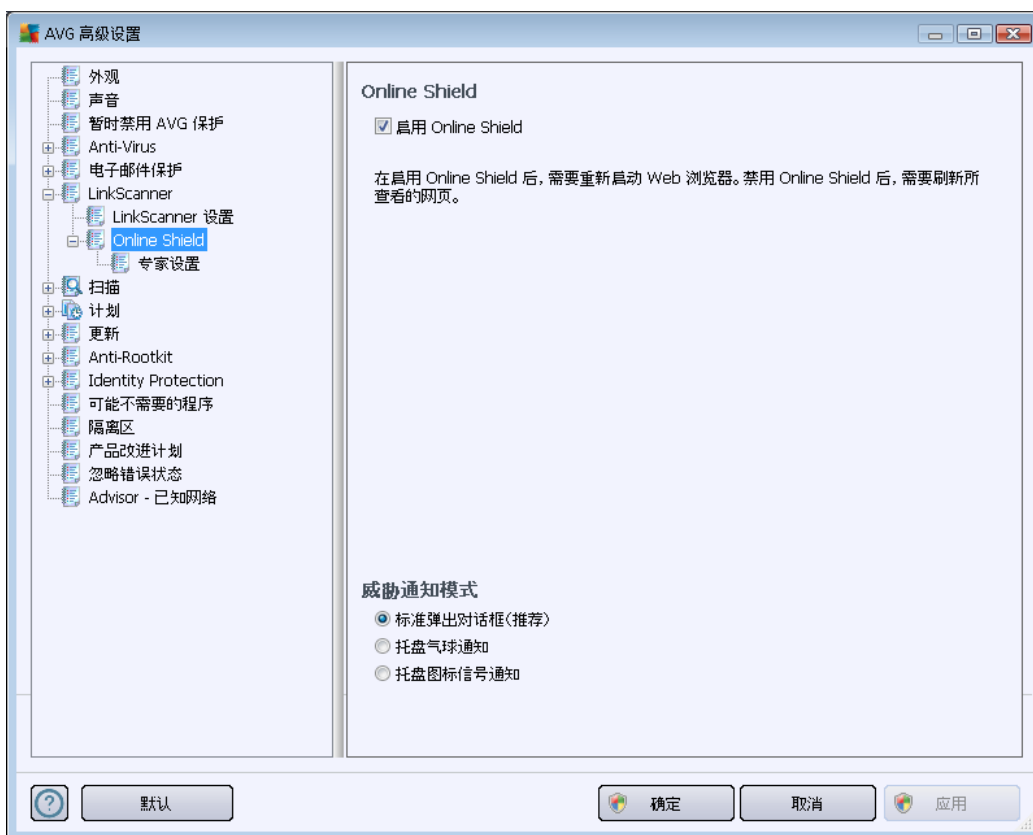 AVG 高级设置
外观
声音
暂时禁用 AVG 保护
Anti-Virus
电子邮件保护
LinkScanner
LinkScanner 设置
Online Shield
专家设置
扫描
计划
更新
Anti-Rootkit
Identity Protection
可能不需要的程序
隔离区
产品改进计划
忽略错误状态
Advisor - 已知网络
Online Shield
启用 Online Shield
在启用 Online Shield 后，需要重新启动 Web 浏览器。禁用 Online Shield 后，需要刷新所
查看的网页。
威胁通知模式
标准弹出对话框(推荐)
托盘气球通知
托盘图标信号通知
默认
确定
取消
应用